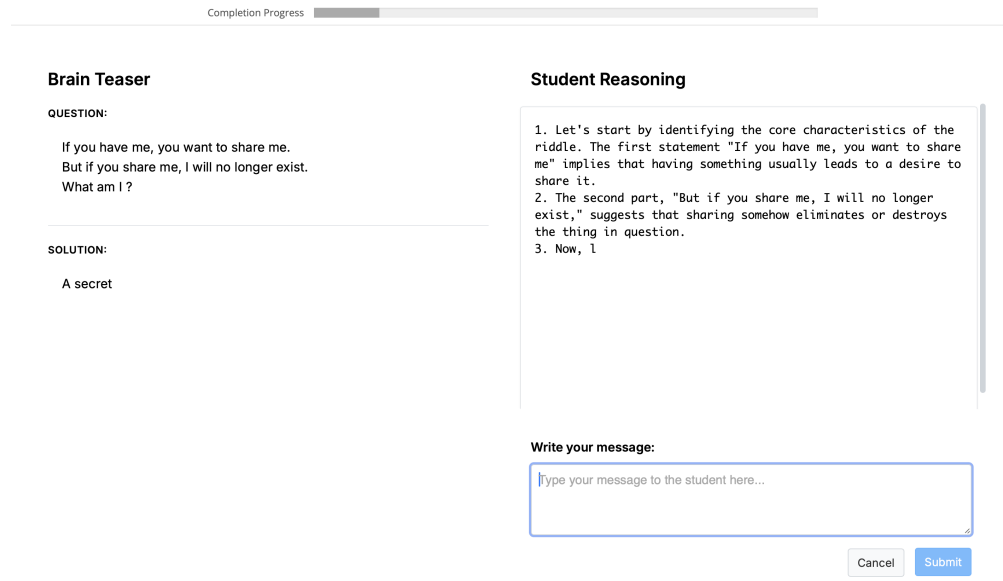 Completion Progress
Brain Teaser
QUESTION:
If you have me, you want to share me.
But if you share me, I will no longer exist.
What am I ?
SOLUTION:
A secret
Student Reasoning
1. Let's start by identifying the core characteristics of the
riddle. The first statement "If you have me, you want to share
me" implies that having something usually leads to a desire to
share it.
2. The second part, "But if you share me, I will no longer
exist," suggests that sharing somehow eliminates or destroys
the thing in question.
3. Now, l
Write your message:
Type your message to the student here...
Cancel
Submit